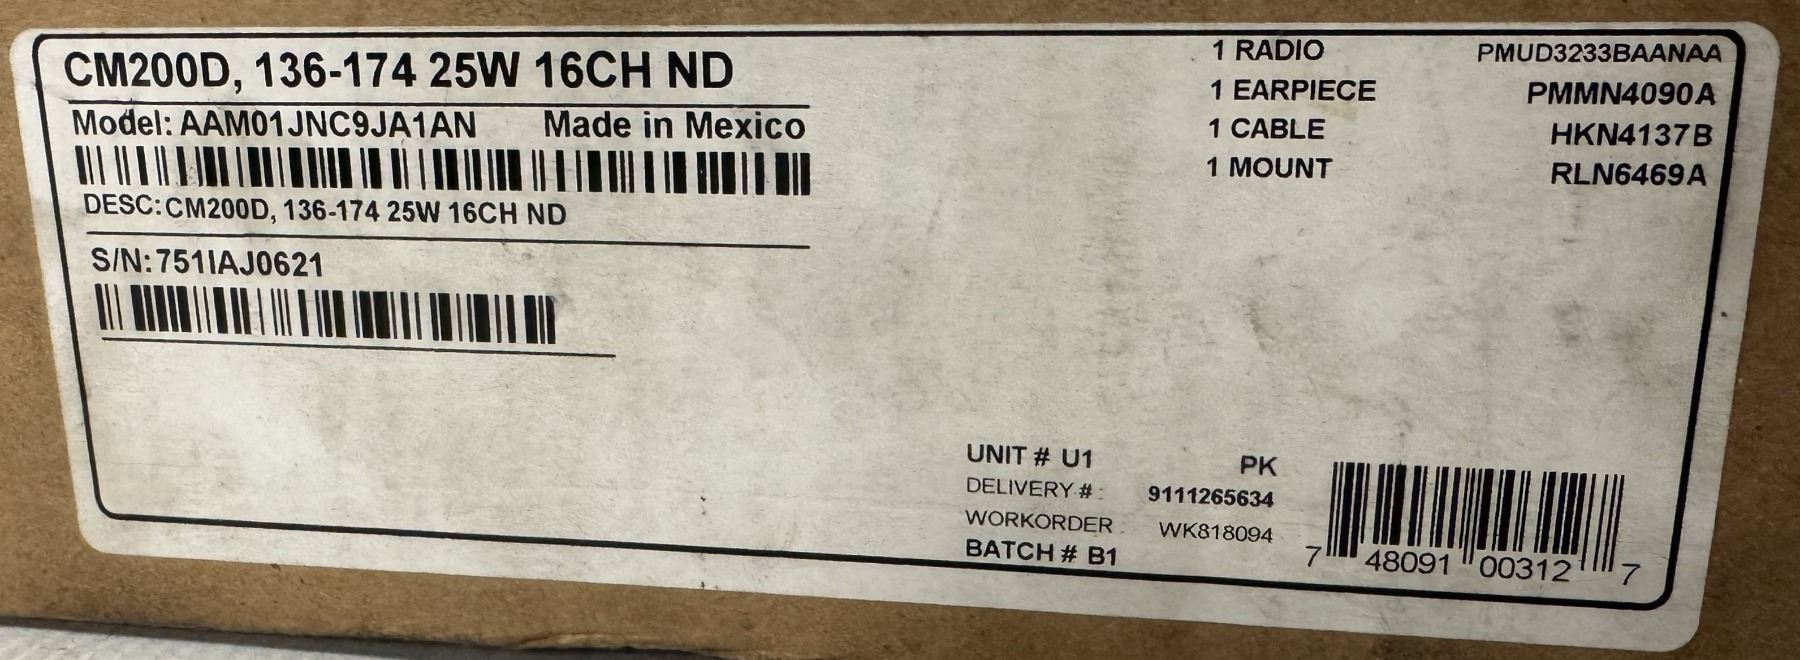 CM200D, 136-174 25W 16CH ND
Model: AAM01JNC9JA1AN Made in Mexico
DESC: CM200D, 136-174 25W 16CH ND
S/N: 751IAJ0621
1 RADIO PMUD3233BAANAA
1 EARPIECE PMMN4090A
1 CABLE HKN4137B
1 MOUNT RLN6469A
UNIT # U1 PK
DELIVERY # : 9111265634
WORKORDER : WK818094
BATCH # B1
7 48091 00312 7